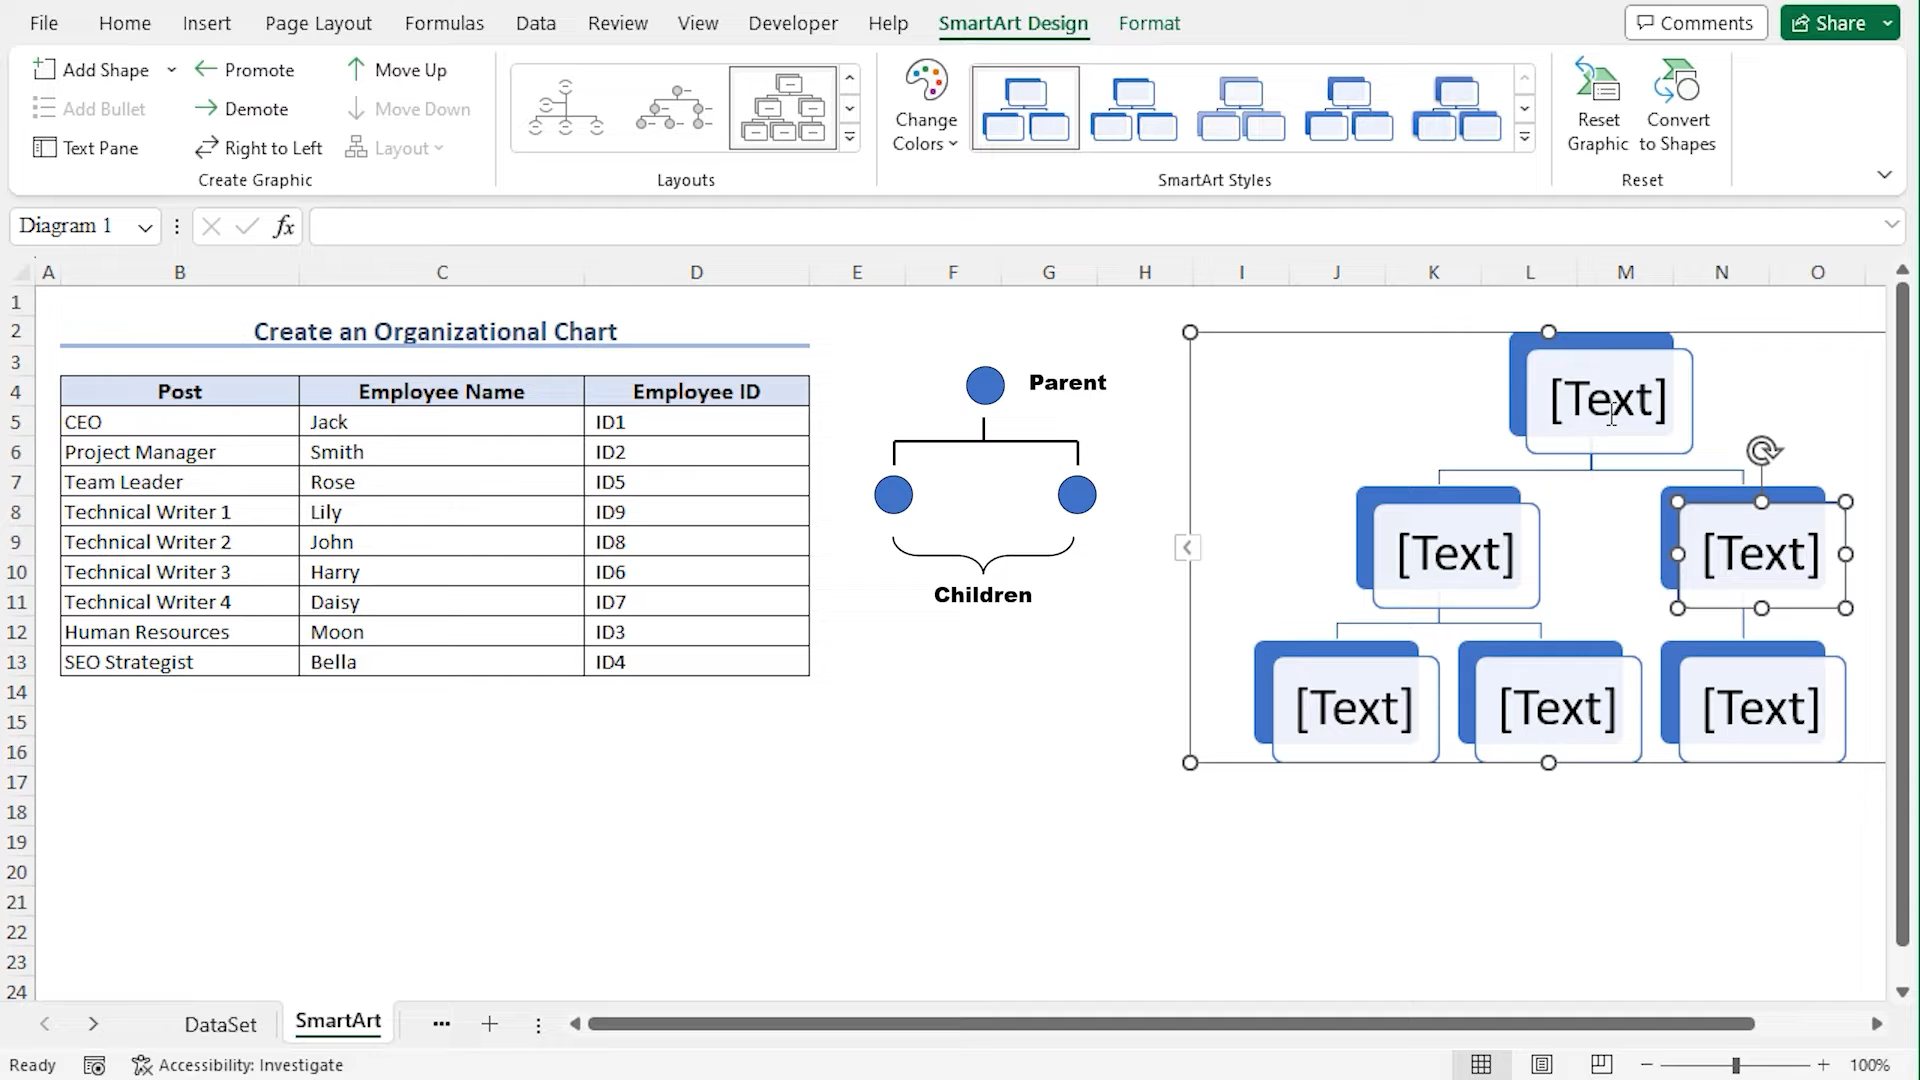 File Home Insert Page Layout Formulas Data Review View Developer Help SmartArt Design Format Comments Share
Add Shape Promote Move Up
Add Bullet Demote Move Down
Text Pane Right to Left Layout
Create Graphic
Layouts
Change Colors
SmartArt Styles
Reset Graphic
Convert to Shapes
Reset
Diagram 1 fx
A B C D E F G H I J K L M N O
1
2 Create an Organizational Chart
3
4 Post Employee Name Employee ID
5 CEO Jack ID1
6 Project Manager Smith ID2
7 Team Leader Rose ID5
8 Technical Writer 1 Lily ID9
9 Technical Writer 2 John ID8
10 Technical Writer 3 Harry ID6
11 Technical Writer 4 Daisy ID7
12 Human Resources Moon ID3
13 SEO Strategist Bella ID4
14
15
16
17
18
19
20
21
22
23
24
Parent
Children
[Text]
[Text] [Text]
[Text] [Text] [Text]
DataSet SmartArt ...
Ready Accessibility: Investigate 100%